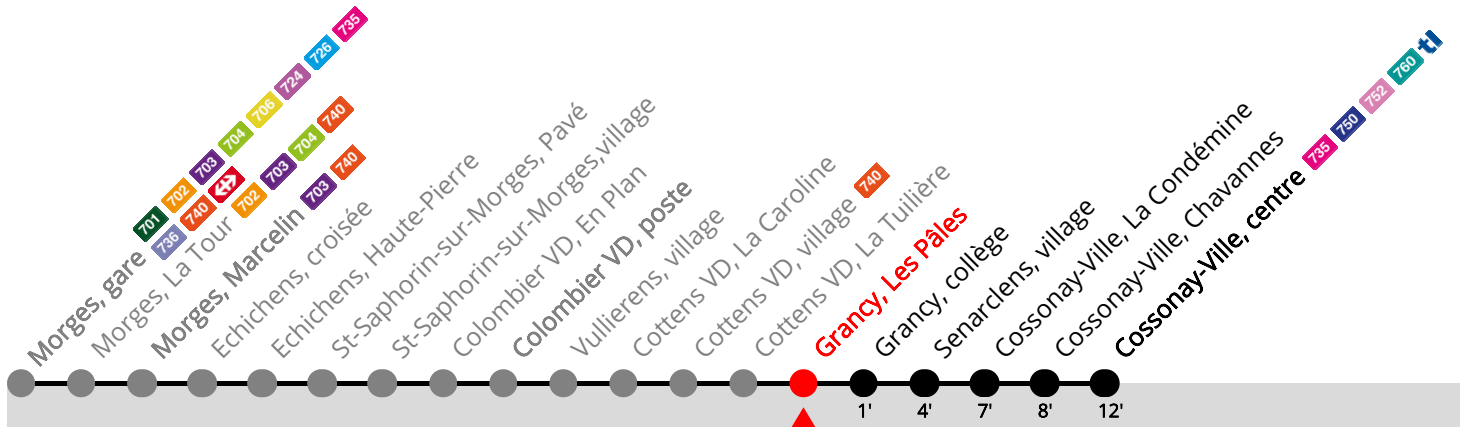 Morges, gare 701 702 703 704 706 724 726 735
736 740
Morges, La Tour 702 703 704 740
Morges, Marcelin 703 740
Echichens, croisée
Echichens, Haute-Pierre
St-Saphorin-sur-Morges, Pavé
St-Saphorin-sur-Morges,village
Colombier VD, En Plan
Colombier VD, poste
Vullierens, village
Cottens VD, La Caroline
Cottens VD, village 740
Cottens VD, La Tuilière
Grancy, Les Pâles
Grancy, collège
Senarclens, village
Cossonay-Ville, La Condémine
Cossonay-Ville, Chavannes
Cossonay-Ville, centre 735 750 752 760 tl
1' 4' 7' 8' 12'